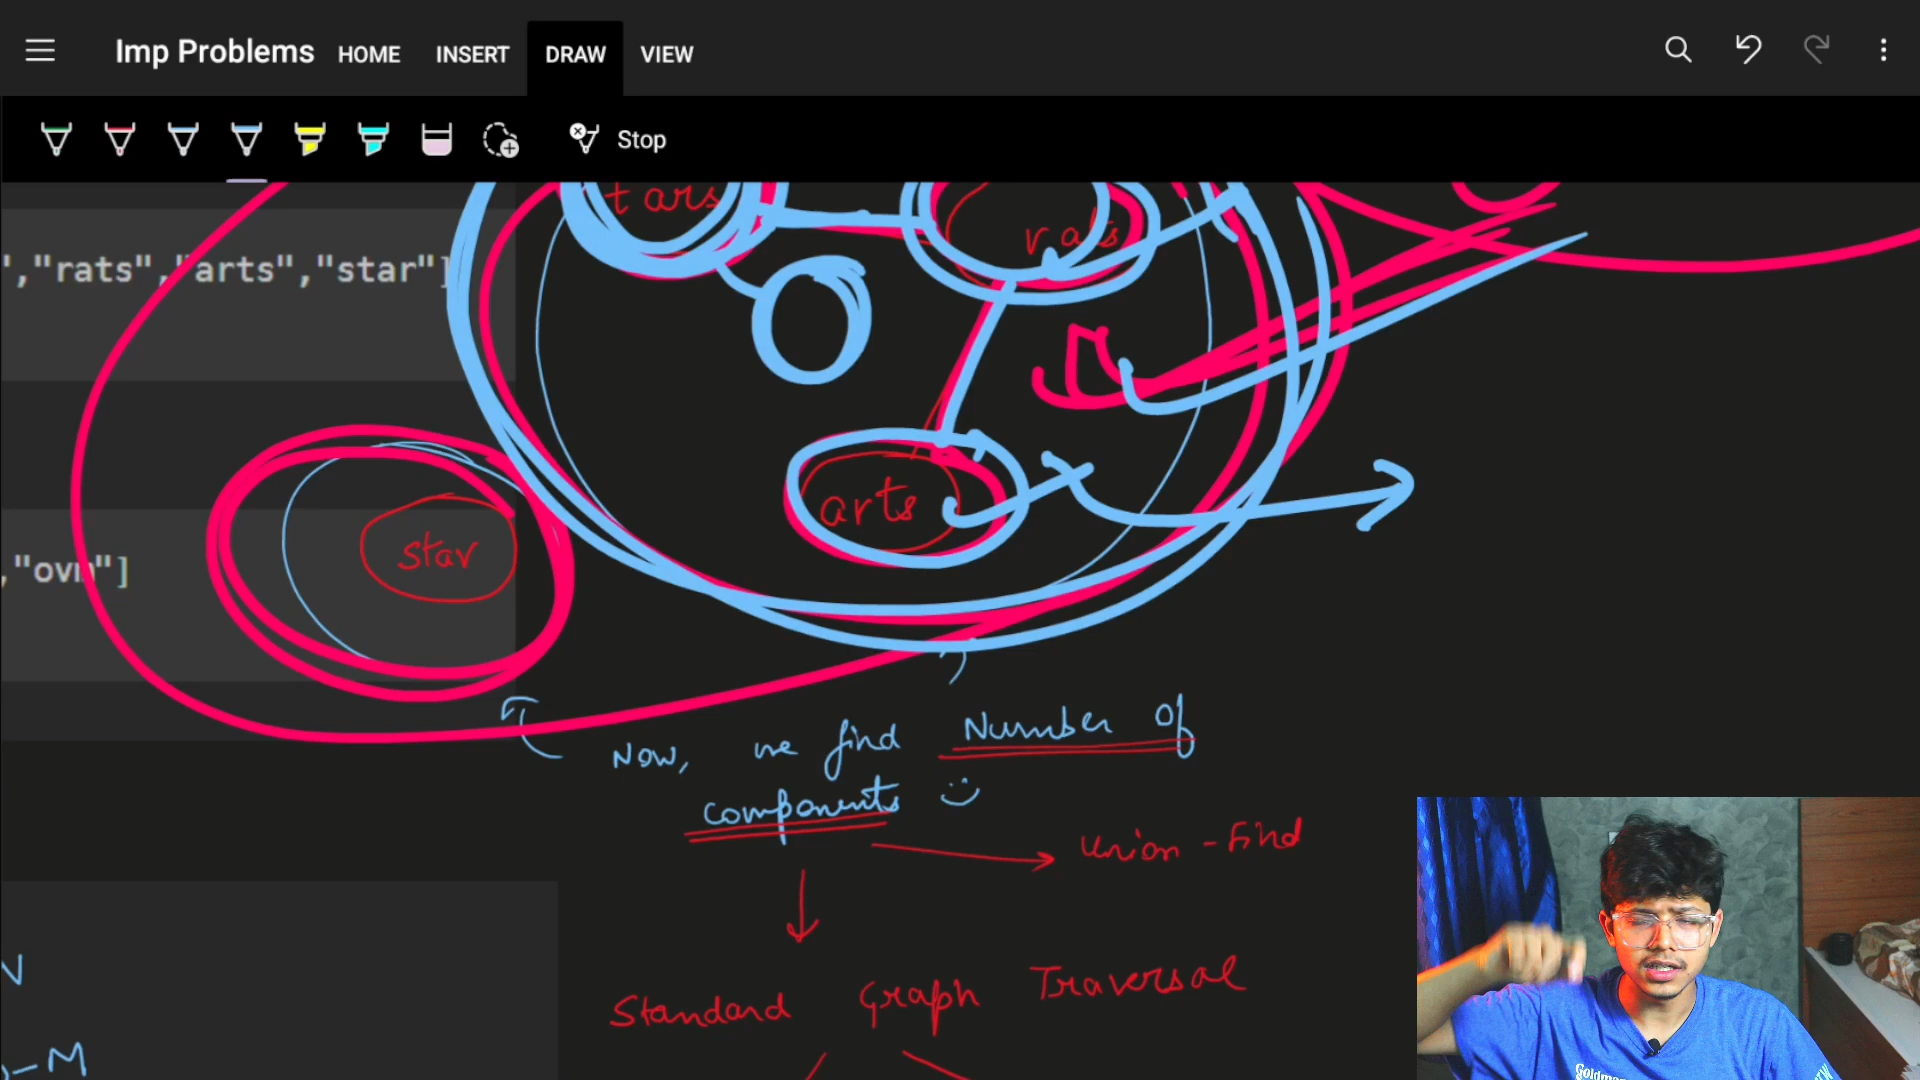 Imp Problems HOME INSERT DRAW VIEW
Stop
tars
rats
","rats","arts","star"]
arts
star
,"ovn"]
Now, we find Number Of
components
Union-Find
Standard Graph Traversal
N
-M
Goldman